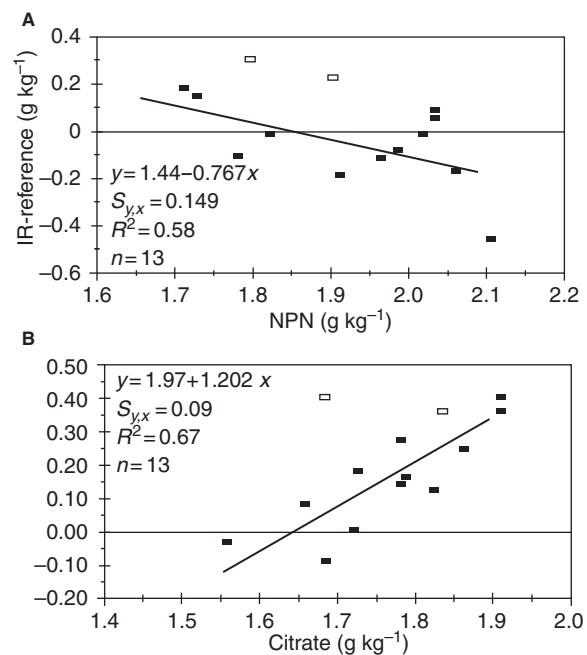 A
0.4
0.2
0
−0.2
−0.4
−0.6
IR-reference (g kg⁻¹)
y=1.44−0.767x
Sy,x=0.149
R²=0.58
n=13
1.6 1.7 1.8 1.9 2.0 2.1 2.2
NPN (g kg⁻¹)
B
0.50
0.40
0.30
0.20
0.10
0.00
−0.10
−0.20
y=1.97+1.202 x
Sy,x=0.09
R²=0.67
n=13
1.4 1.5 1.6 1.7 1.8 1.9 2.0
Citrate (g kg⁻¹)